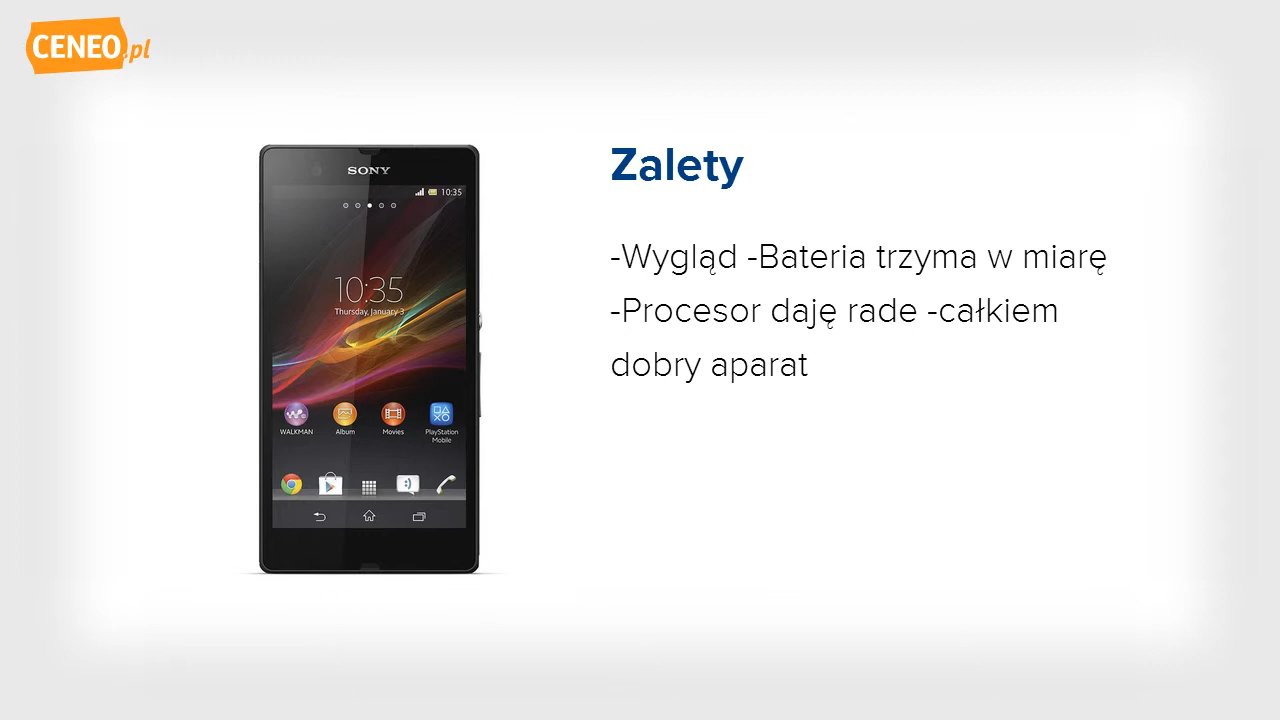 CENEO.pl
SONY
10:35
10:35
Thursday, January 3
WALKMAN
Album
Movies
PlayStation
Mobile
Zalety
-Wygląd -Bateria trzyma w miarę
-Procesor daję rade -całkiem
dobry aparat